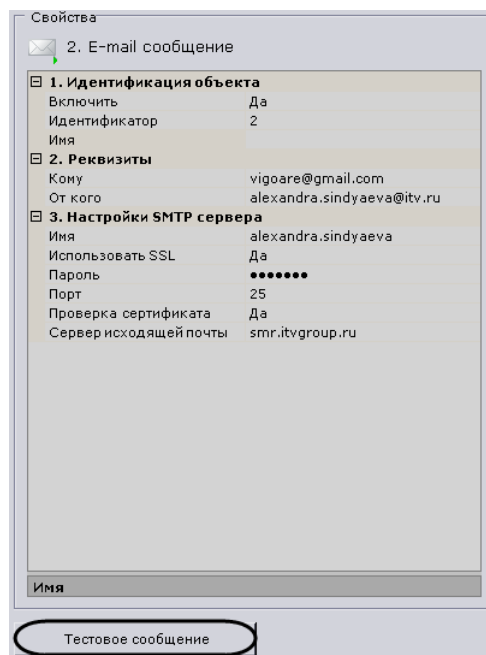 Свойства
2. E-mail сообщение
1. Идентификация объекта
Включить Да
Идентификатор 2
Имя
2. Реквизиты
Кому vigoare@gmail.com
От кого alexandra.sindyaeva@itv.ru
3. Настройки SMTP сервера
Имя alexandra.sindyaeva
Использовать SSL Да
Пароль ●●●●●●●
Порт 25
Проверка сертификата Да
Сервер исходящей почты smr.itvgroup.ru
Имя
Тестовое сообщение